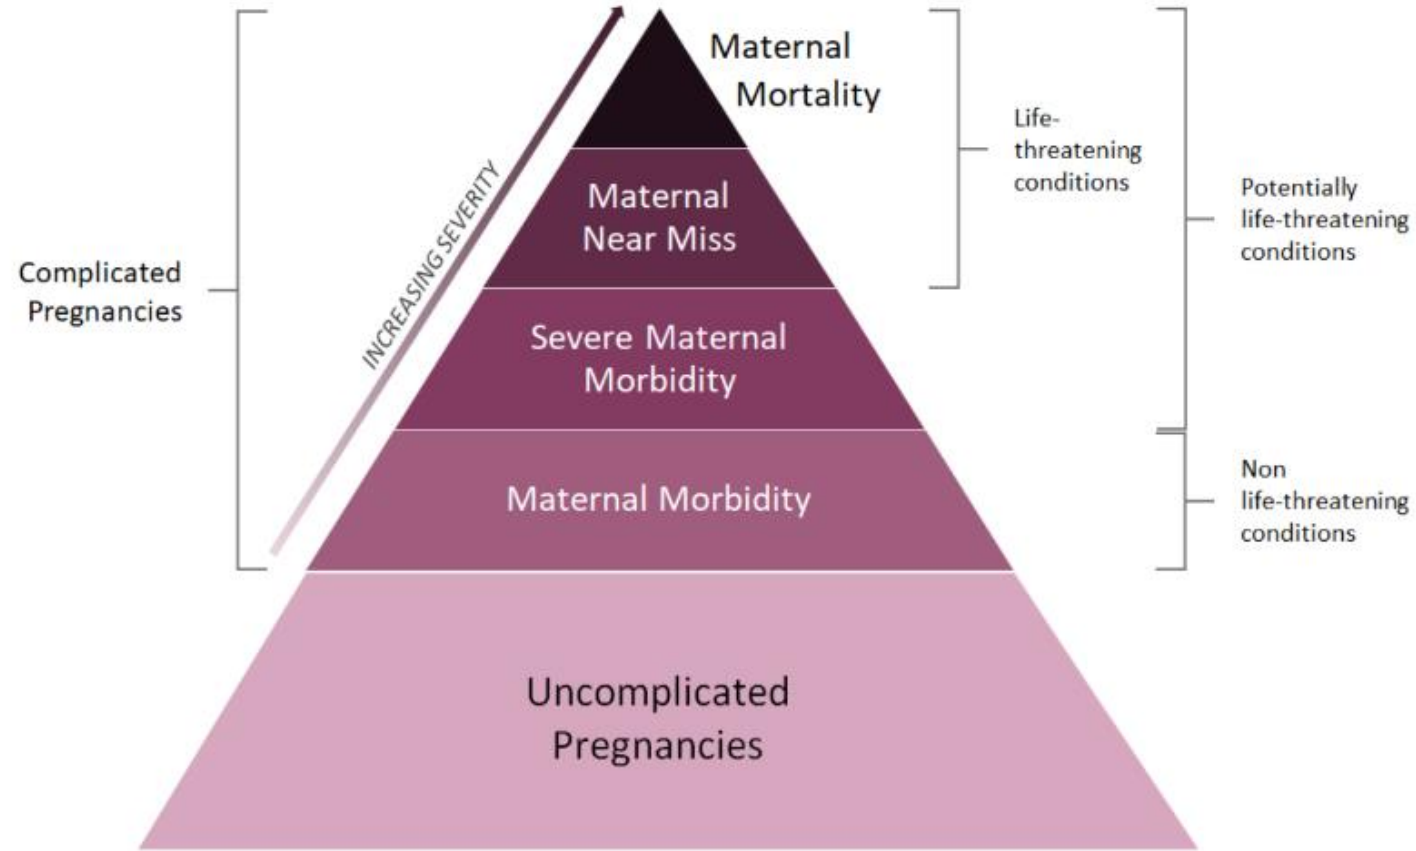 Maternal
Mortality
Life-
threatening
conditions
Potentially
life-threatening
conditions
INCREASING SEVERITY
Maternal
Near Miss
Complicated
Pregnancies
Severe Maternal
Morbidity
Maternal Morbidity
Non
life-threatening
conditions
Uncomplicated
Pregnancies